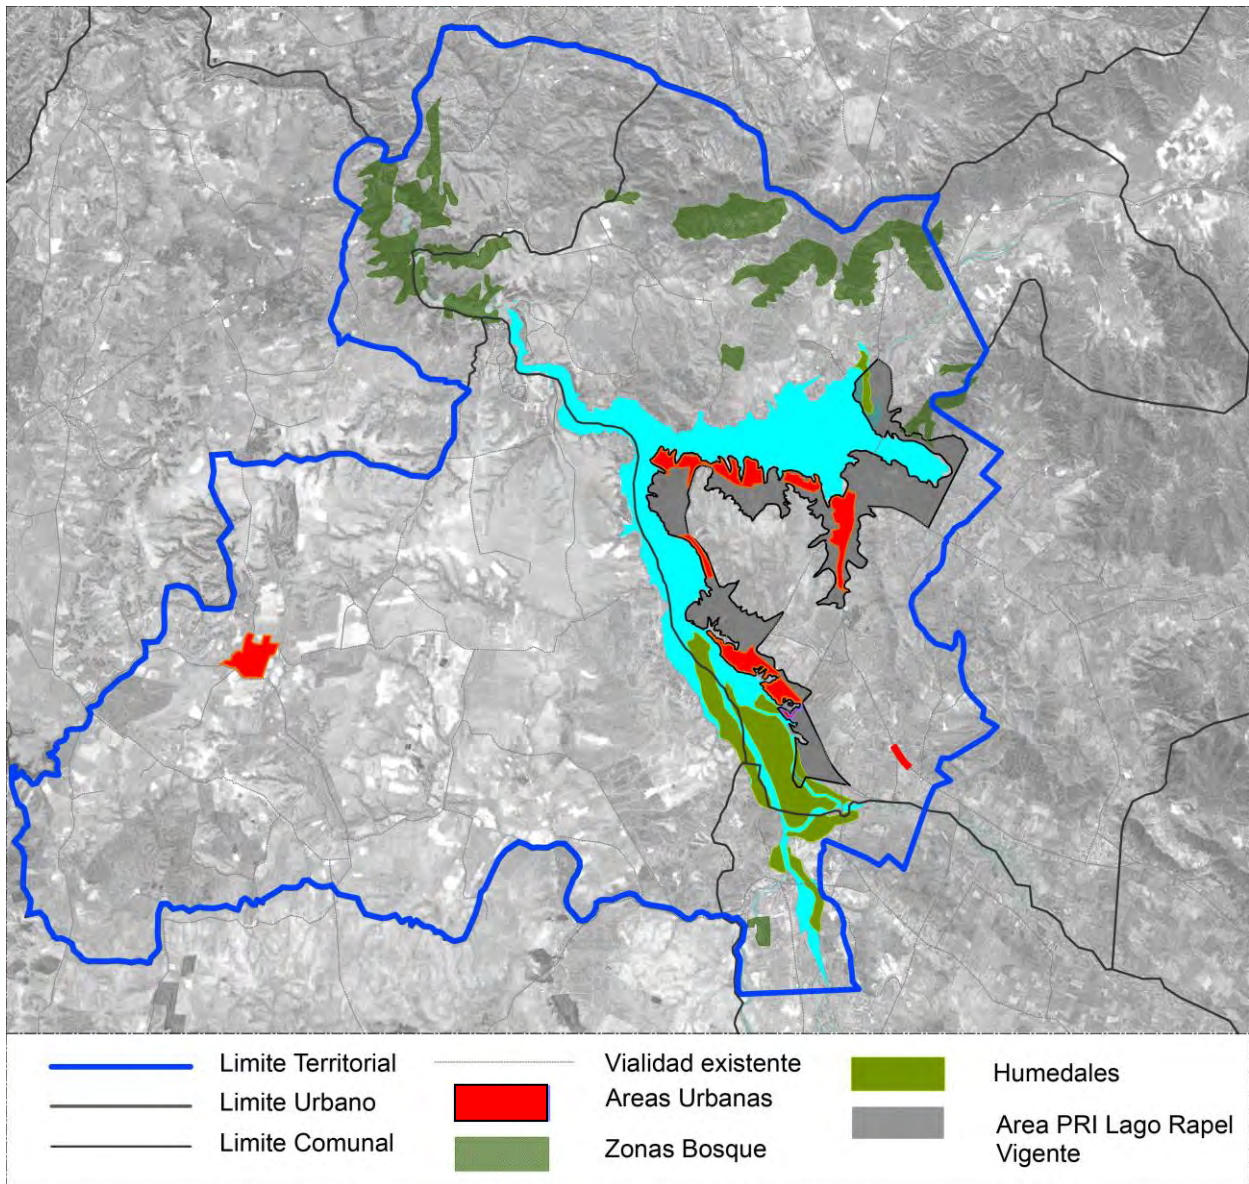 Limite Territorial
Limite Urbano
Limite Comunal
Vialidad existente
Areas Urbanas
Zonas Bosque
Humedales
Area PRI Lago Rapel
Vigente